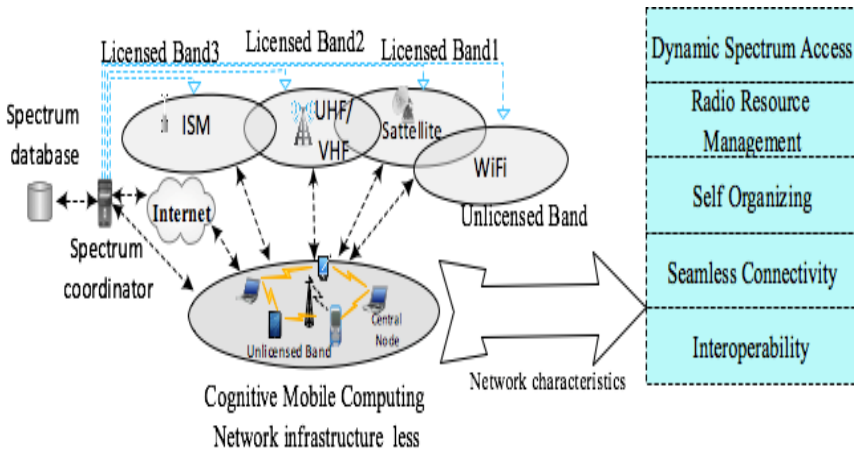 Licensed Band3
Licensed Band2
Licensed Band1
Spectrum
database
ISM
UHF/
VHF
Sattellite
WiFi
Unlicensed Band
Internet
Spectrum
coordinator
Central
Node
Unlicensed Band
Cognitive Mobile Computing
Network infrastructure less
Network characteristics
Dynamic Spectrum Access
Radio Resource
Management
Self Organizing
Seamless Connectivity
Interoperability